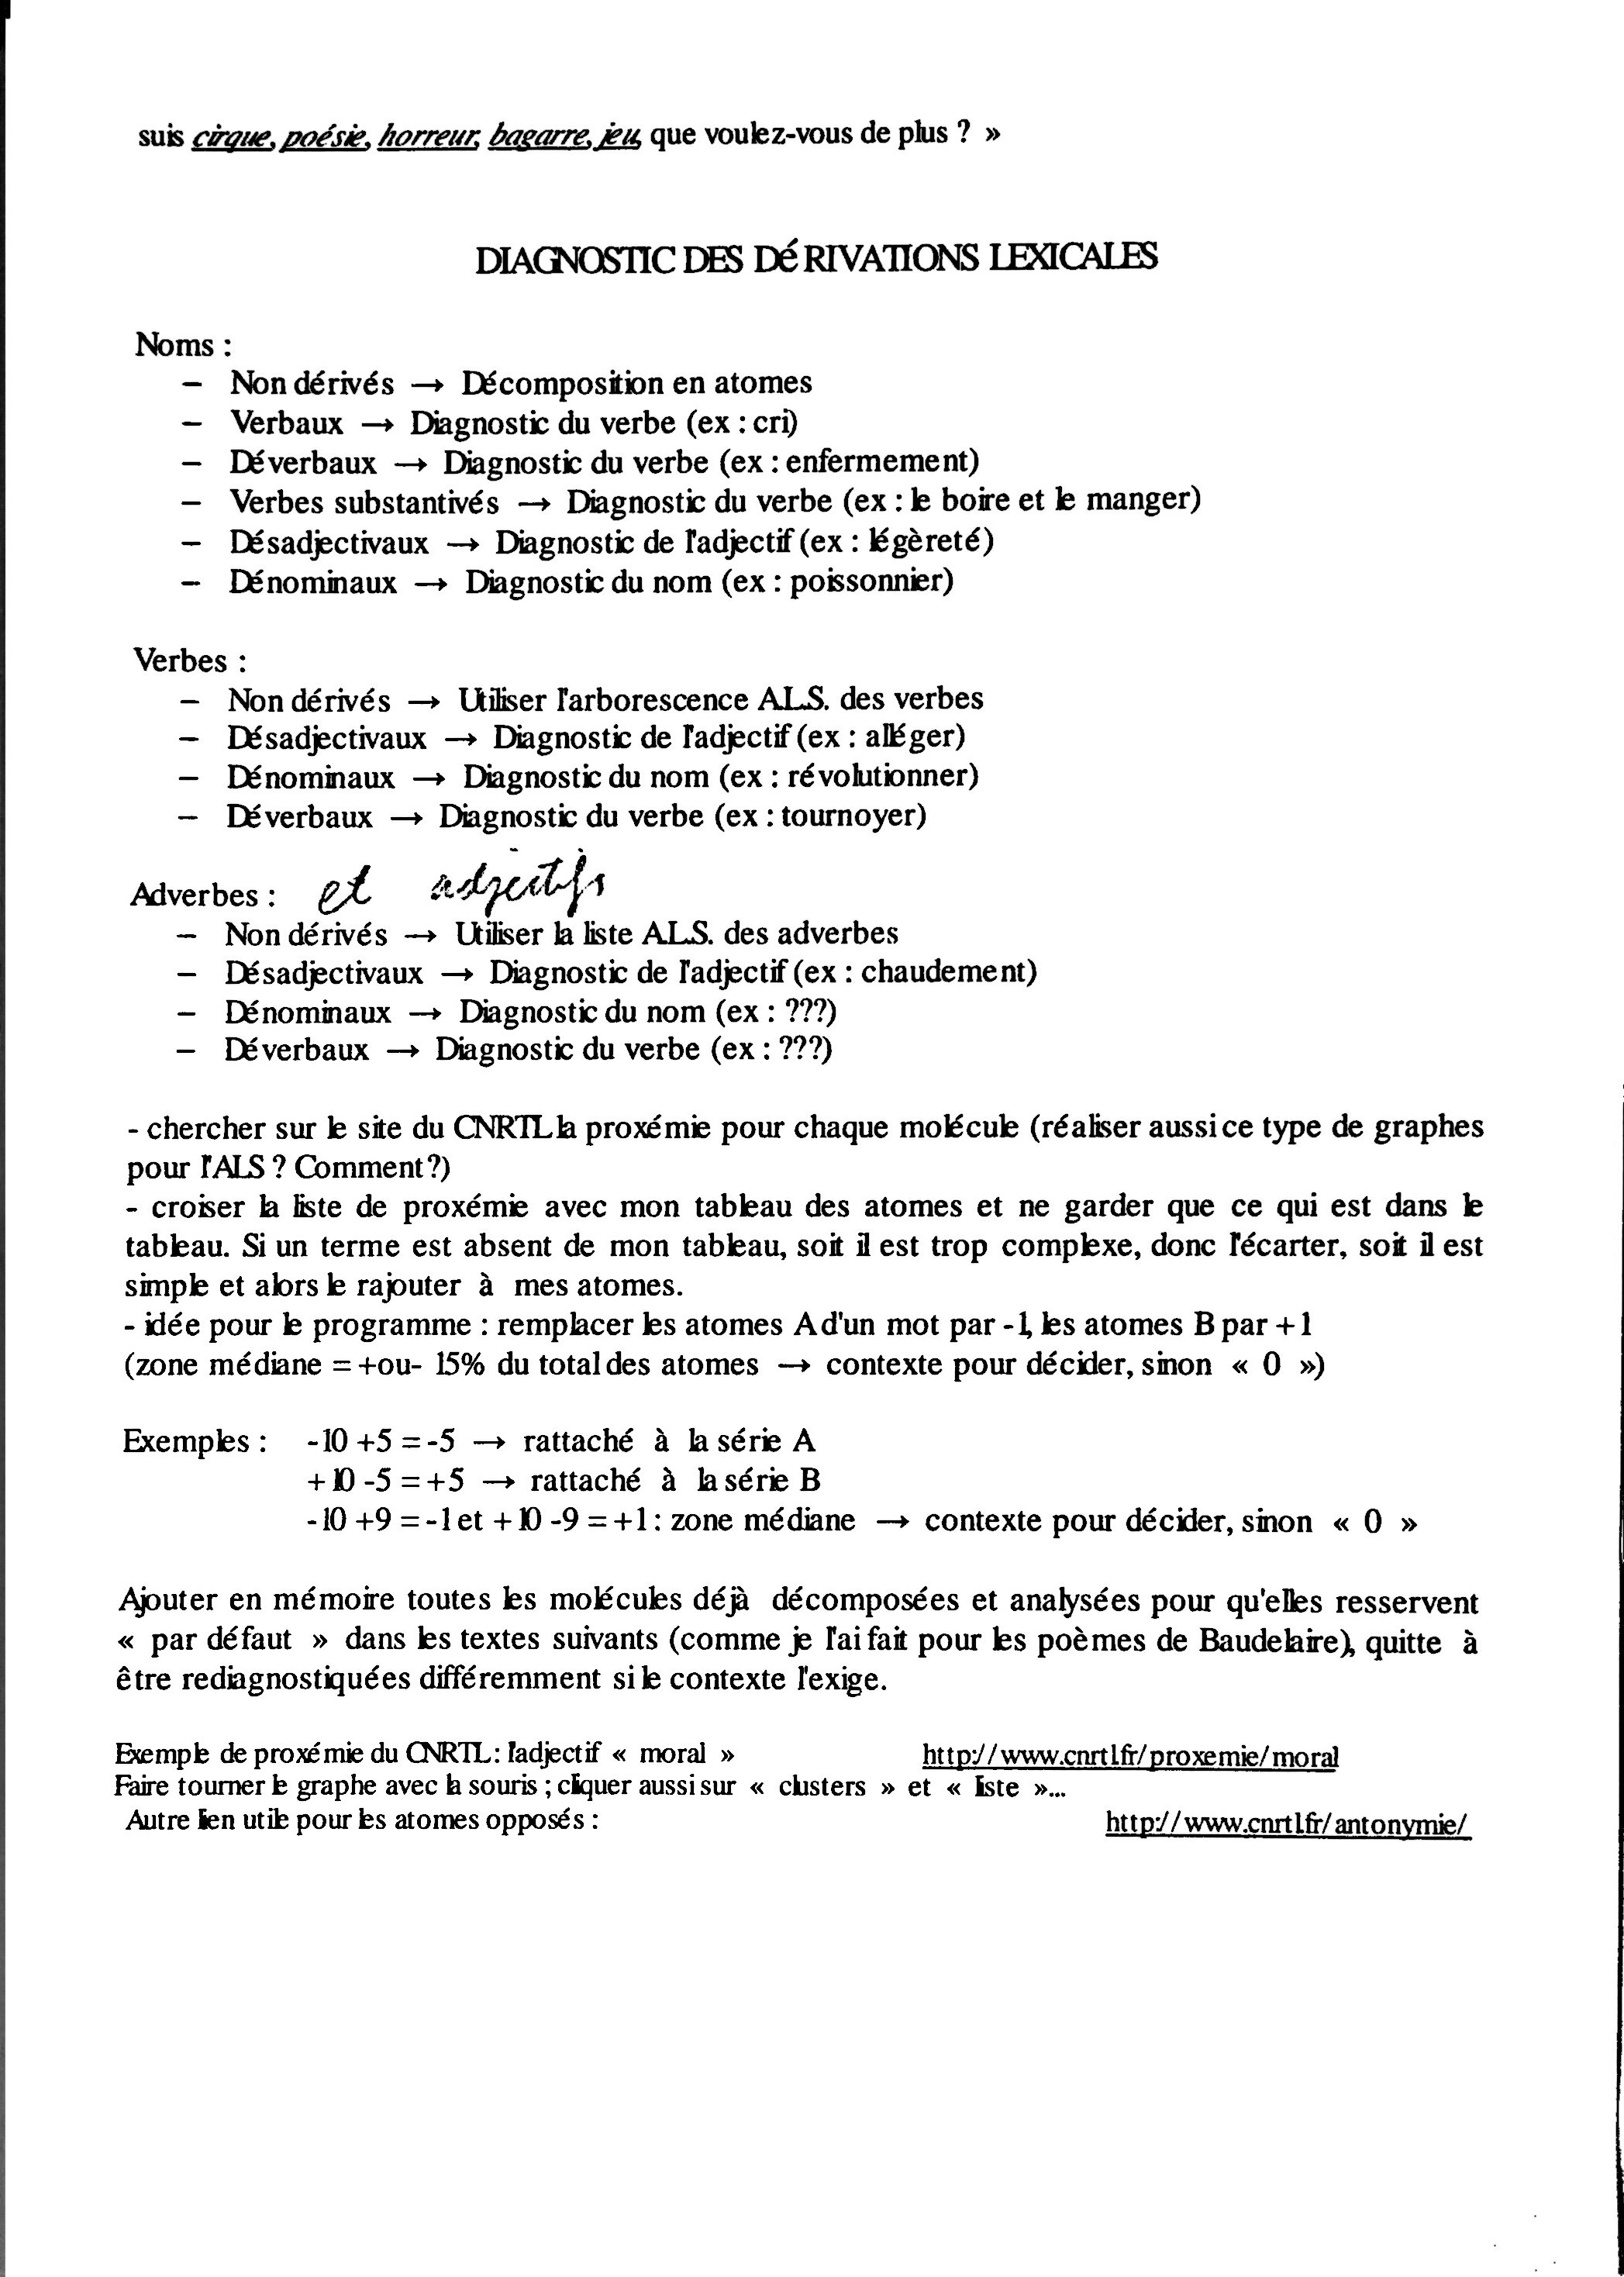 suis cirque, poésie, horreur, bagarre, jeu, que voulez-vous de plus ? »
DIAGNOSTIC DES DéRIVATIONS LEXICALES
Noms :
– Non dérivés → Décomposition en atomes
– Verbaux → Diagnostic du verbe (ex : cri)
– Déverbaux → Diagnostic du verbe (ex : enfermement)
– Verbes substantivés → Diagnostic du verbe (ex : le boire et le manger)
– Désadjectivaux → Diagnostic de l'adjectif (ex : légèreté)
– Dénominaux → Diagnostic du nom (ex : poissonnier)
Verbes :
– Non dérivés → Utiliser l'arborescence A.L.S. des verbes
– Désadjectivaux → Diagnostic de l'adjectif (ex : alléger)
– Dénominaux → Diagnostic du nom (ex : révolutionner)
– Déverbaux → Diagnostic du verbe (ex : tournoyer)
Adverbes : et adjectifs
– Non dérivés → Utiliser la liste A.L.S. des adverbes
– Désadjectivaux → Diagnostic de l'adjectif (ex : chaudement)
– Dénominaux → Diagnostic du nom (ex : ???)
– Déverbaux → Diagnostic du verbe (ex : ???)
- chercher sur le site du CNRTL la proxémie pour chaque molécule (réaliser aussi ce type de graphes
pour l'ALS ? Comment ?)
- croiser la liste de proxémie avec mon tableau des atomes et ne garder que ce qui est dans le
tableau. Si un terme est absent de mon tableau, soit il est trop complexe, donc l'écarter, soit il est
simple et alors le rajouter à mes atomes.
- idée pour le programme : remplacer les atomes A d'un mot par -1, les atomes B par +1
(zone médiane = +ou- 15% du total des atomes → contexte pour décider, sinon « 0 »)
Exemples : -10 +5 = -5 → rattaché à la série A
+10 -5 = +5 → rattaché à la série B
-10 +9 = -1 et +10 -9 = +1 : zone médiane → contexte pour décider, sinon « 0 »
Ajouter en mémoire toutes les molécules déjà décomposées et analysées pour qu'elles resservent
« par défaut » dans les textes suivants (comme je l'ai fait pour les poèmes de Baudelaire), quitte à
être rediagnostiquées différemment si le contexte l'exige.
Exemple de proxémie du CNRTL : l'adjectif « moral » http://www.cnrtl.fr/proxemie/moral
Faire tourner le graphe avec la souris ; cliquer aussi sur « clusters » et « liste »...
Autre lien utile pour les atomes opposés : http://www.cnrtl.fr/antonymie/